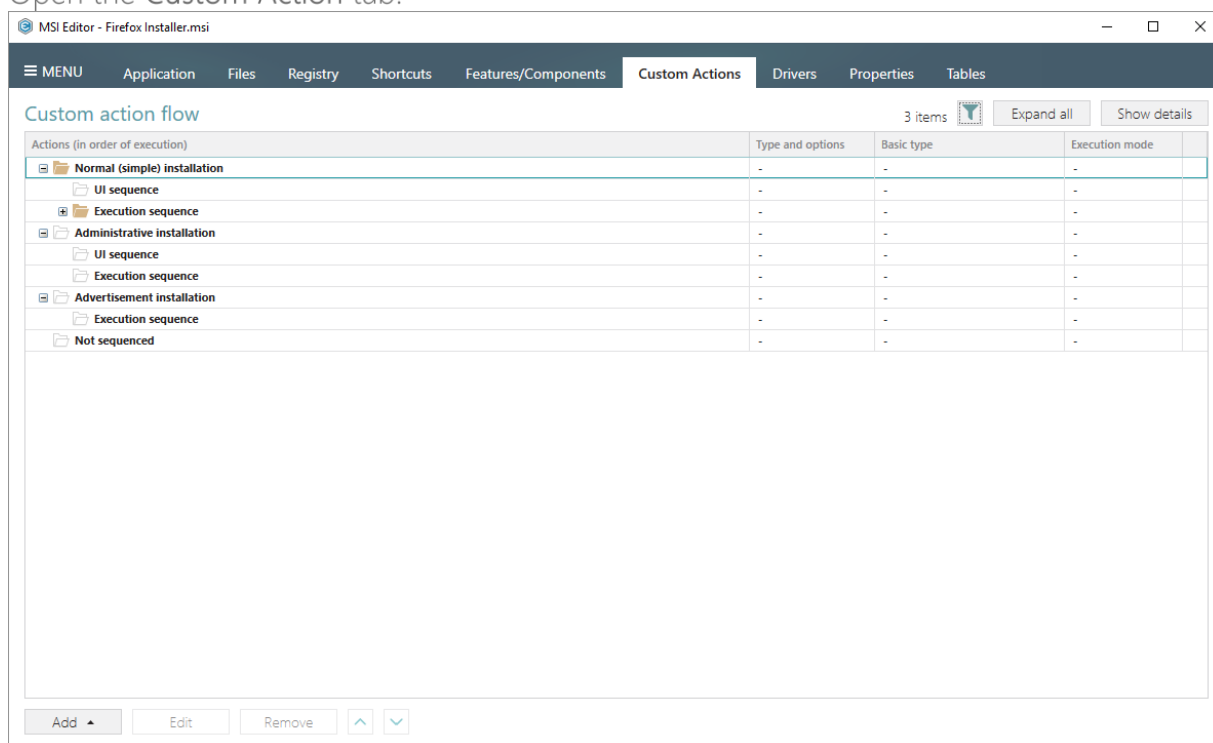 Open the Custom Action tab.
MSI Editor - Firefox Installer.msi
MENU Application Files Registry Shortcuts Features/Components Custom Actions Drivers Properties Tables
Custom action flow 3 items Expand all Show details
Actions (in order of execution) Type and options Basic type Execution mode
Normal (simple) installation - - -
UI sequence - - -
Execution sequence - - -
Administrative installation - - -
UI sequence - - -
Execution sequence - - -
Advertisement installation - - -
Execution sequence - - -
Not sequenced - - -
Add Edit Remove